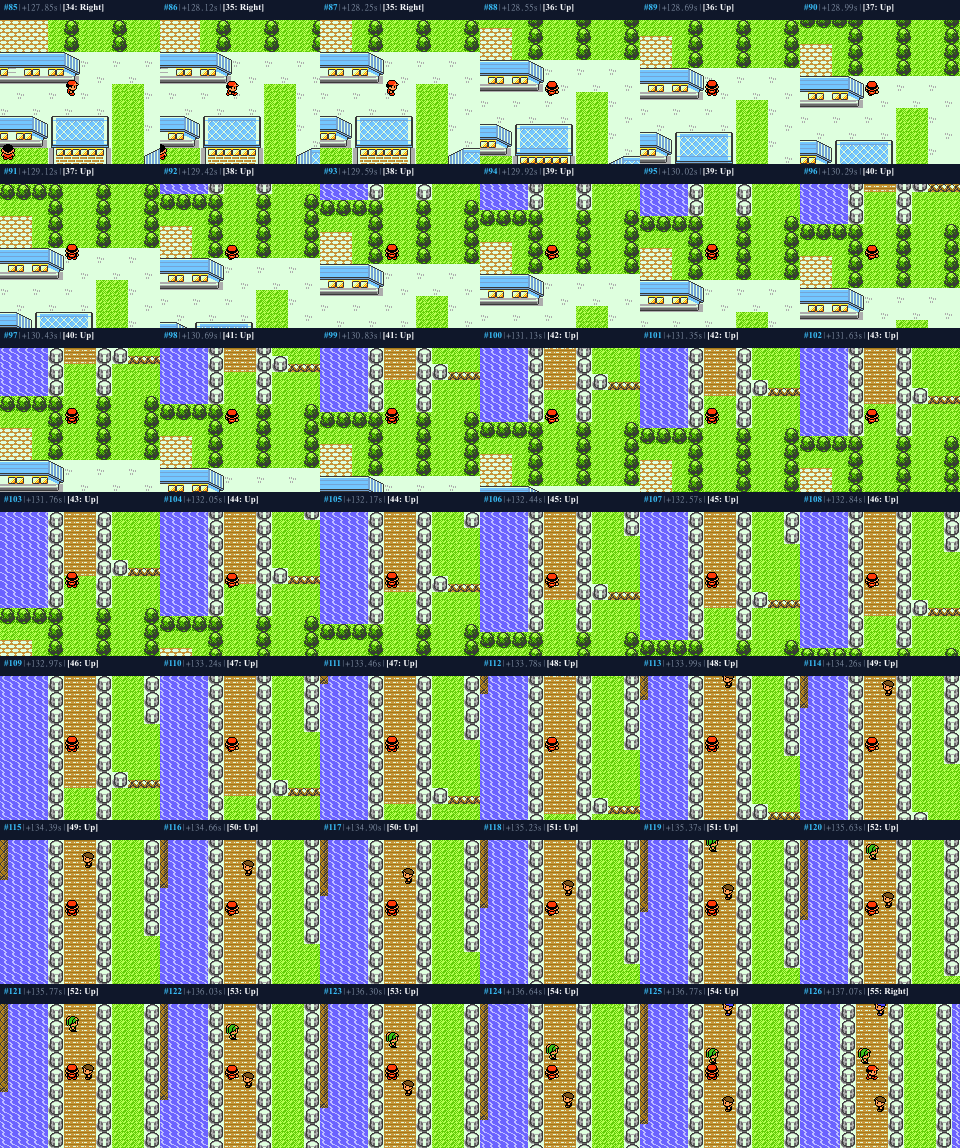 #85|+127.85s|[34: Right] #86|+128.12s|[35: Right] #87|+128.25s|[35: Right] #88|+128.55s|[36: Up] #89|+128.69s|[36: Up] #90|+128.99s|[37: Up]
#91|+129.12s|[37: Up] #92|+129.42s|[38: Up] #93|+129.59s|[38: Up] #94|+129.92s|[39: Up] #95|+130.02s|[39: Up] #96|+130.29s|[40: Up]
#97|+130.43s|[40: Up] #98|+130.69s|[41: Up] #99|+130.83s|[41: Up] #100|+131.13s|[42: Up] #101|+131.35s|[42: Up] #102|+131.63s|[43: Up]
#103|+131.76s|[43: Up] #104|+132.05s|[44: Up] #105|+132.17s|[44: Up] #106|+132.44s|[45: Up] #107|+132.57s|[45: Up] #108|+132.84s|[46: Up]
#109|+132.97s|[46: Up] #110|+133.24s|[47: Up] #111|+133.46s|[47: Up] #112|+133.78s|[48: Up] #113|+133.99s|[48: Up] #114|+134.26s|[49: Up]
#115|+134.39s|[49: Up] #116|+134.66s|[50: Up] #117|+134.90s|[50: Up] #118|+135.23s|[51: Up] #119|+135.37s|[51: Up] #120|+135.63s|[52: Up]
#121|+135.77s|[52: Up] #122|+136.03s|[53: Up] #123|+136.30s|[53: Up] #124|+136.64s|[54: Up] #125|+136.77s|[54: Up] #126|+137.07s|[55: Right]